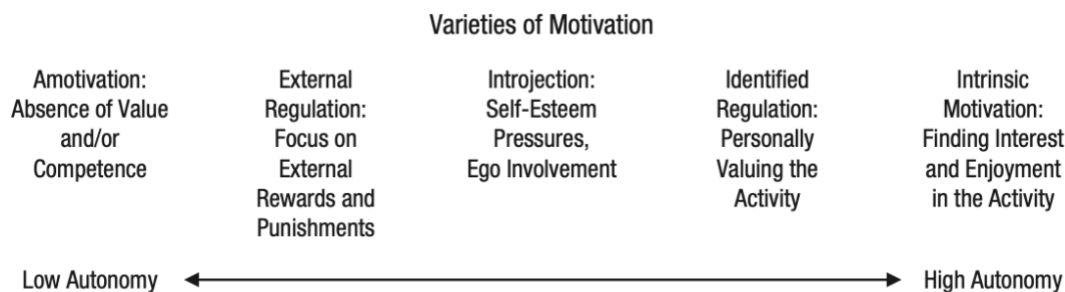 Varieties of Motivation
Amotivation:
Absence of Value
and/or
Competence
External
Regulation:
Focus on
External
Rewards and
Punishments
Introjection:
Self-Esteem
Pressures,
Ego Involvement
Identified
Regulation:
Personally
Valuing the
Activity
Intrinsic
Motivation:
Finding Interest
and Enjoyment
in the Activity
Low Autonomy
High Autonomy